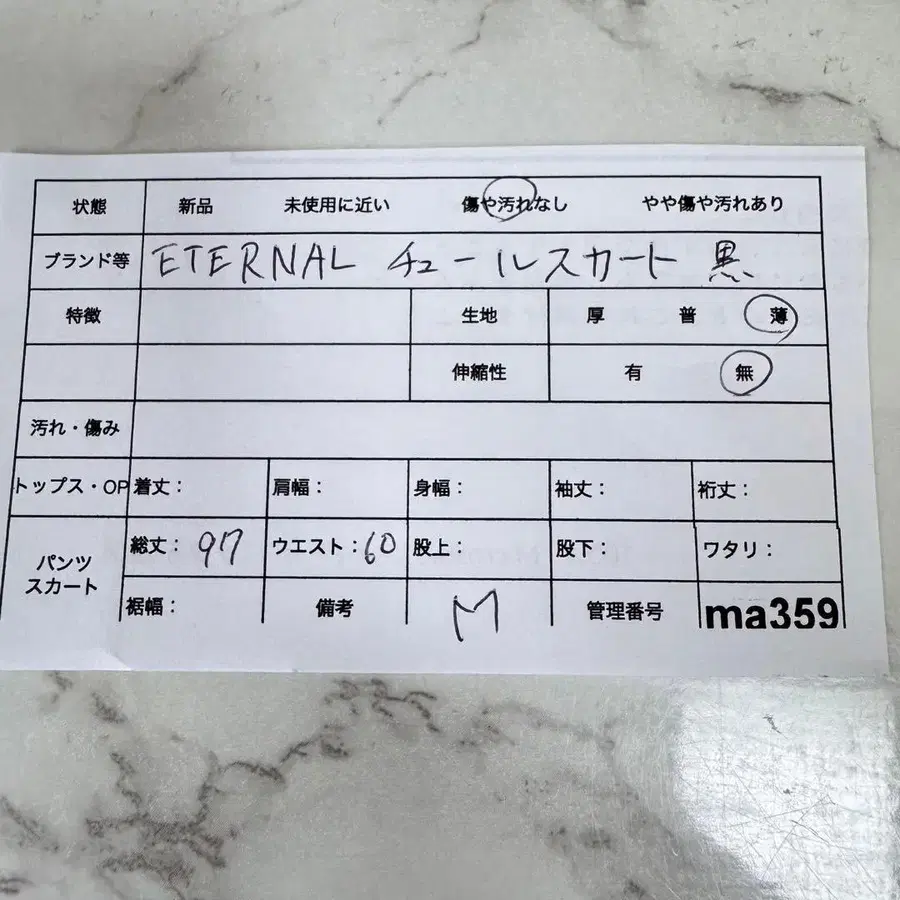 状態 新品 未使用に近い 傷や汚れなし やや傷や汚れあり
ブランド等 ETERNAL チュールスカート 黒
特徴 生地 厚 普 薄
伸縮性 有 無
汚れ・傷み
トップス・OP 着丈： 肩幅： 身幅： 袖丈： 裄丈：
パンツ スカート 総丈：97 ウエスト：60 股上： 股下： ワタリ：
裾幅： 備考 M 管理番号 ma359